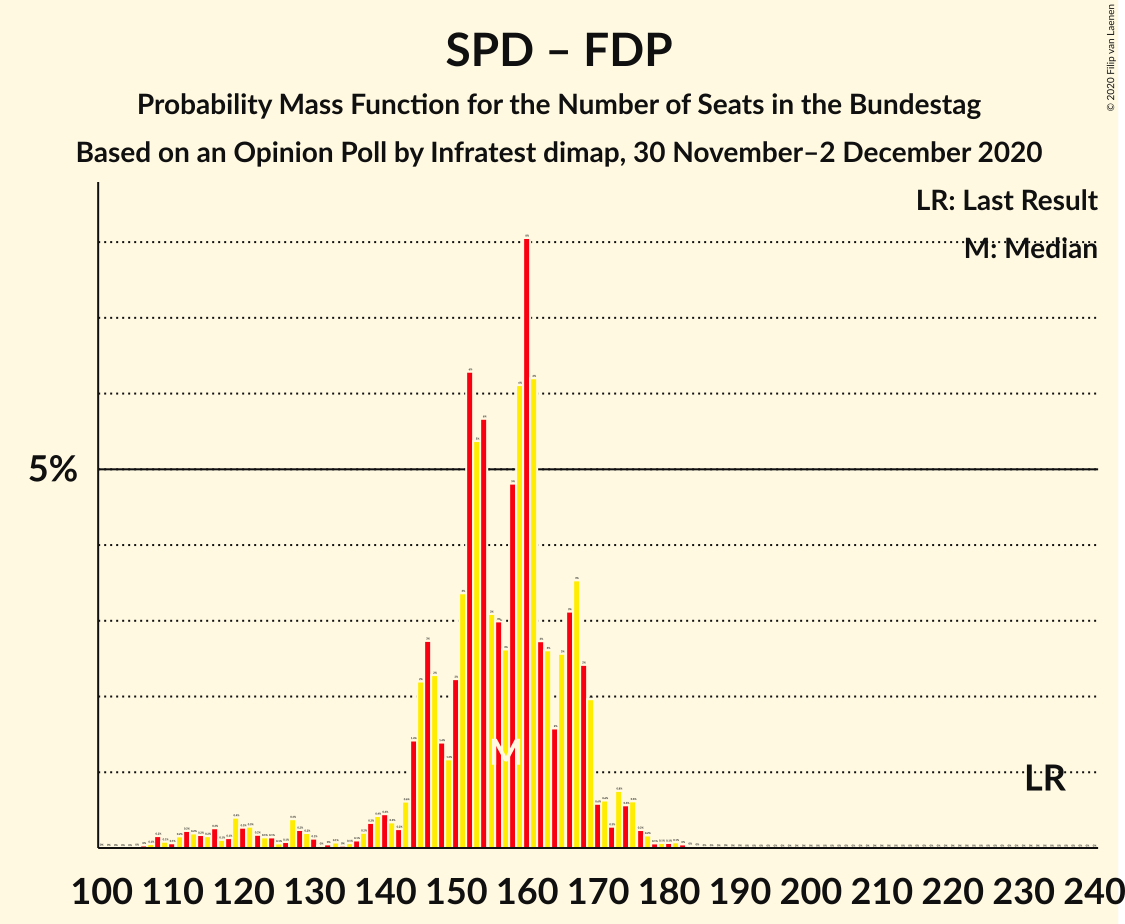 SPD – FDP
Probability Mass Function for the Number of Seats in the Bundestag
Based on an Opinion Poll by Infratest dimap, 30 November–2 December 2020
© 2020 Filip van Laenen
LR: Last Result
M: Median
5%
M
LR
100 110 120 130 140 150 160 170 180 190 200 210 220 230 240